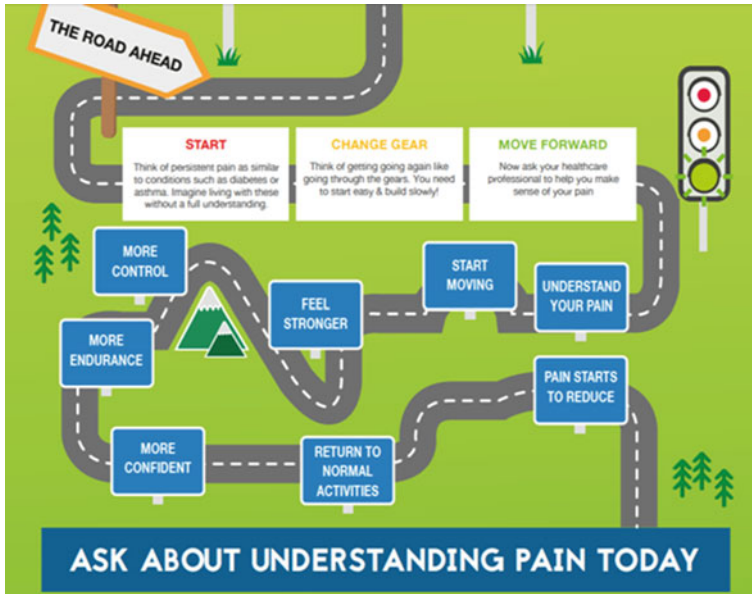 THE ROAD AHEAD
START
Think of persistent pain as similar
to conditions such as diabetes or
asthma. Imagine living with these
without a full understanding.
CHANGE GEAR
Think of getting going again like
going through the gears. You need
to start easy & build slowly!
MOVE FORWARD
Now ask your healthcare
professional to help you make
sense of your pain
UNDERSTAND
YOUR PAIN
START
MOVING
FEEL
STRONGER
MORE
CONTROL
MORE
ENDURANCE
MORE
CONFIDENT
RETURN TO
NORMAL
ACTIVITIES
PAIN STARTS
TO REDUCE
ASK ABOUT UNDERSTANDING PAIN TODAY